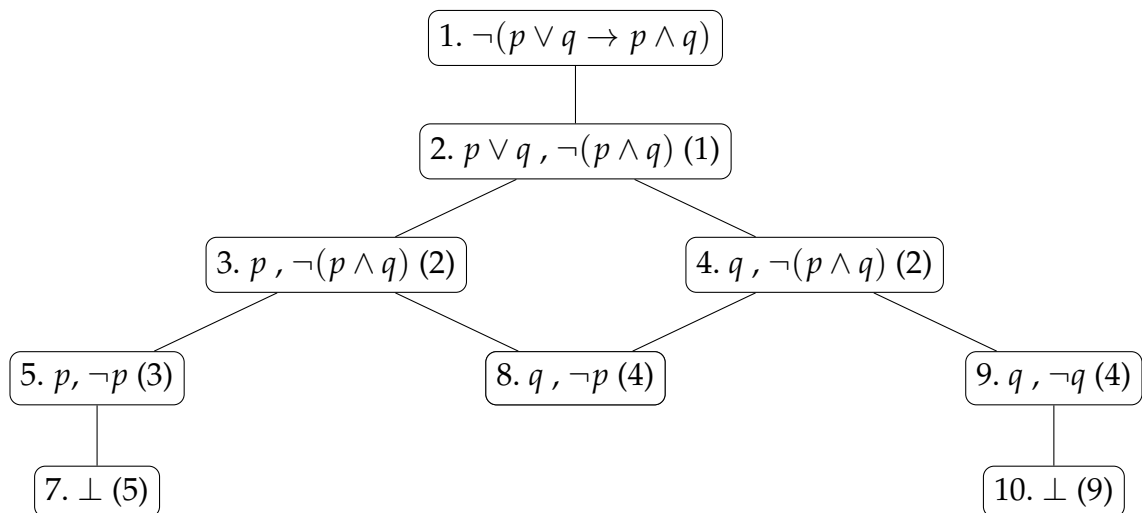 1. ¬(p ∨ q → p ∧ q)
2. p ∨ q , ¬(p ∧ q) (1)
3. p , ¬(p ∧ q) (2)
4. q , ¬(p ∧ q) (2)
5. p, ¬p (3)
8. q , ¬p (4)
9. q , ¬q (4)
7. ⊥ (5)
10. ⊥ (9)